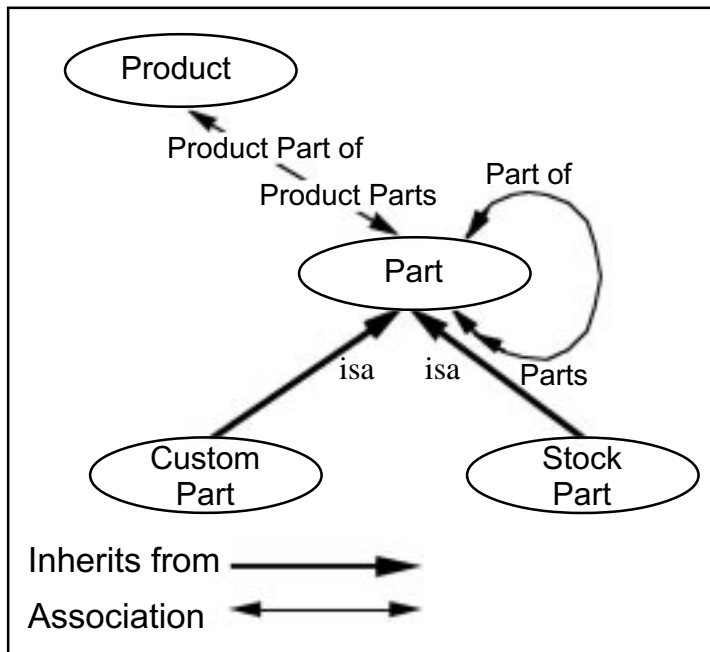 Product
Product Part of
Product Parts
Part of
Part
isa
isa
Parts
Custom
Part
Stock
Part
Inherits from
Association